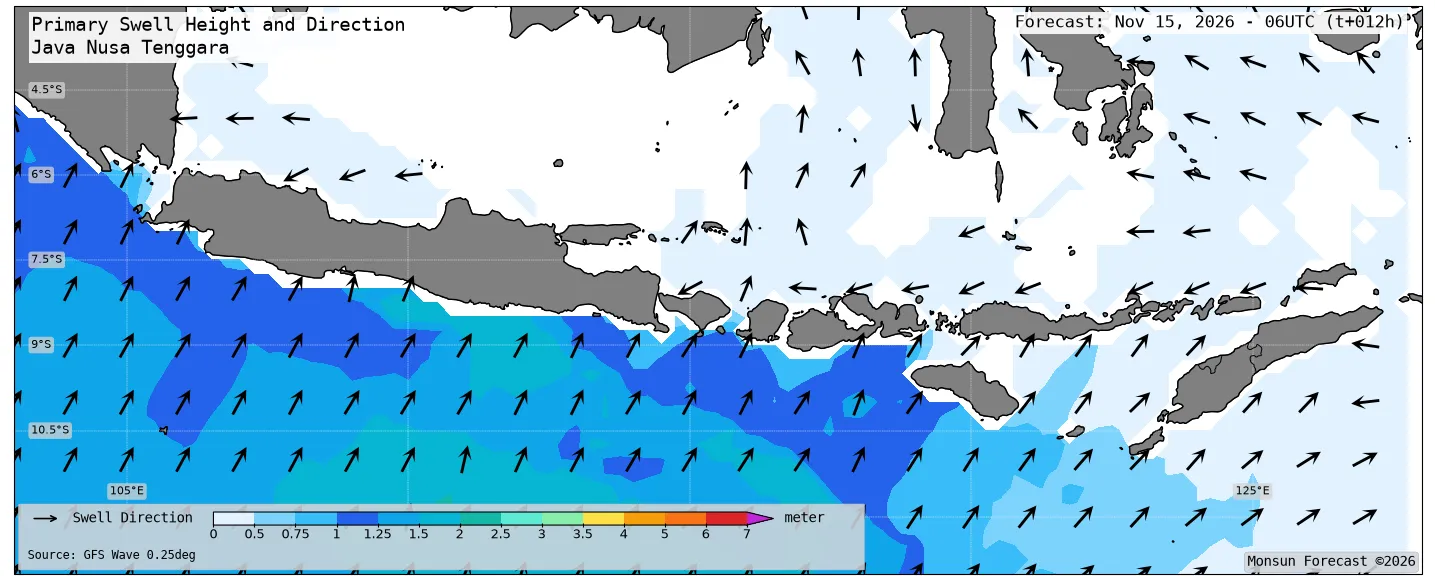 Primary Swell Height and Direction
Java Nusa Tenggara
Forecast: Nov 15, 2026 - 06UTC (t+012h)
4.5°S
6°S
7.5°S
9°S
10.5°S
105°E
125°E
Swell Direction
0 0.5 0.75 1 1.25 1.5 2 2.5 3 3.5 4 5 6 7
meter
Source: GFS Wave 0.25deg
Monsun Forecast ©2026